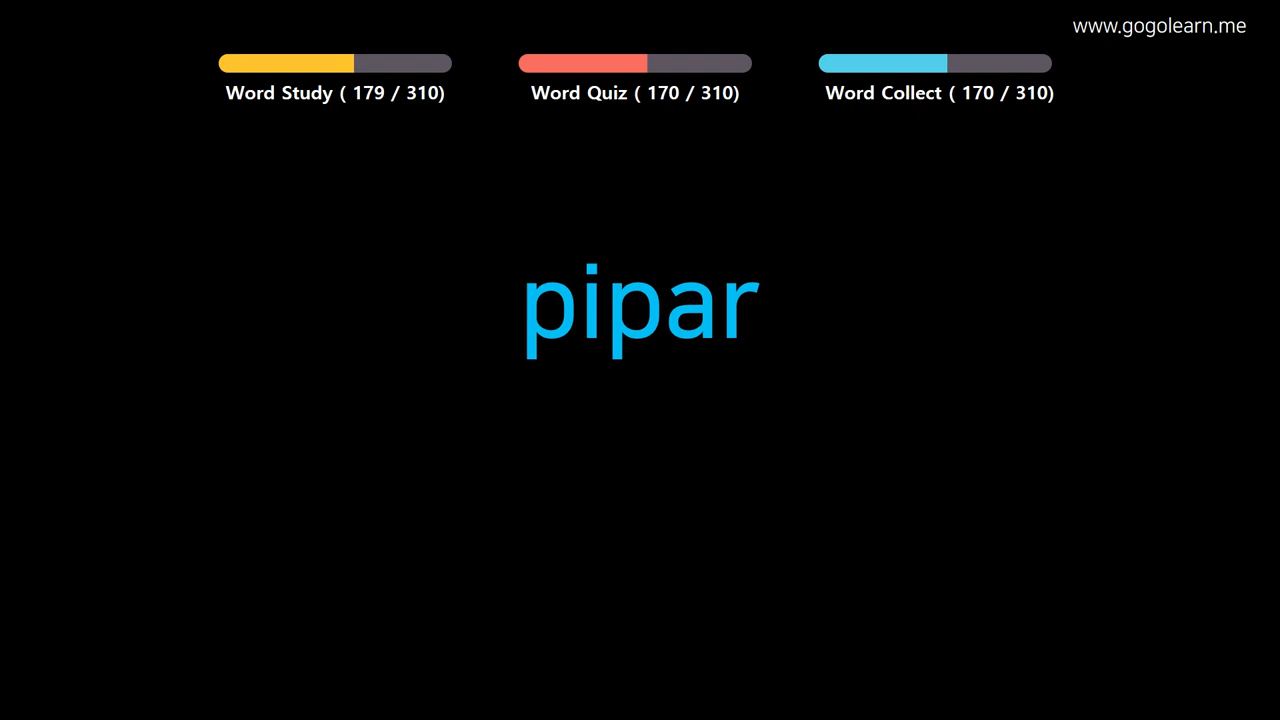 www.gogolearn.me
Word Study ( 179 / 310)
Word Quiz ( 170 / 310)
Word Collect ( 170 / 310)
pipar